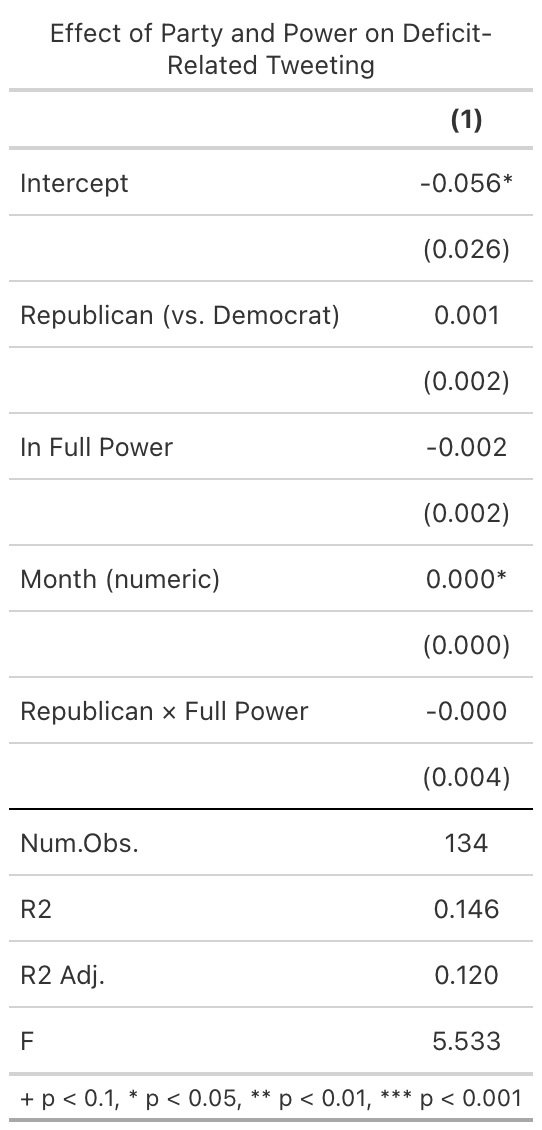 Effect of Party and Power on Deficit-
Related Tweeting
(1)
Intercept -0.056*
(0.026)
Republican (vs. Democrat) 0.001
(0.002)
In Full Power -0.002
(0.002)
Month (numeric) 0.000*
(0.000)
Republican × Full Power -0.000
(0.004)
Num.Obs. 134
R2 0.146
R2 Adj. 0.120
F 5.533
+ p < 0.1, * p < 0.05, ** p < 0.01, *** p < 0.001